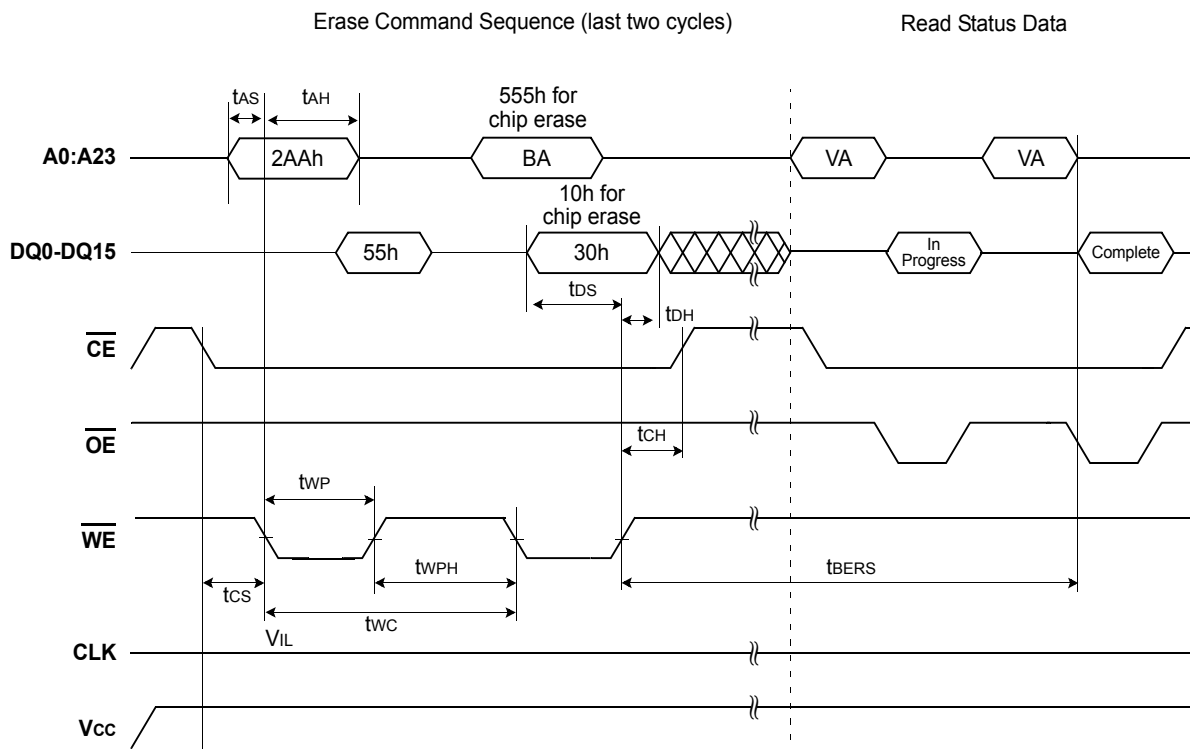 Erase Command Sequence (last two cycles)
Read Status Data
tAS
tAH
555h for
chip erase
A0:A23
2AAh
BA
VA
VA
10h for
chip erase
DQ0-DQ15
55h
30h
In
Progress
Complete
tDS
tDH
CE
OE
tCH
tWP
WE
tWPH
tBERS
tCS
tWC
VIL
CLK
VCC